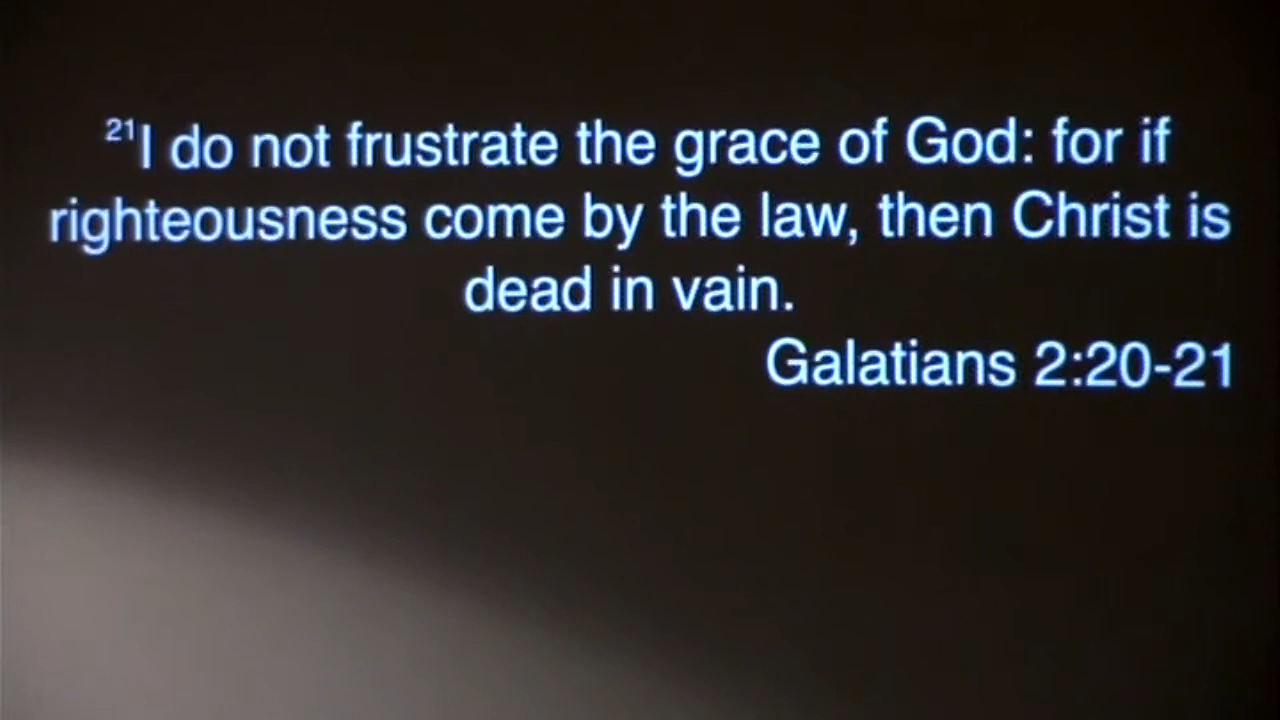 21I do not frustrate the grace of God: for if
righteousness come by the law, then Christ is
dead in vain.
Galatians 2:20-21